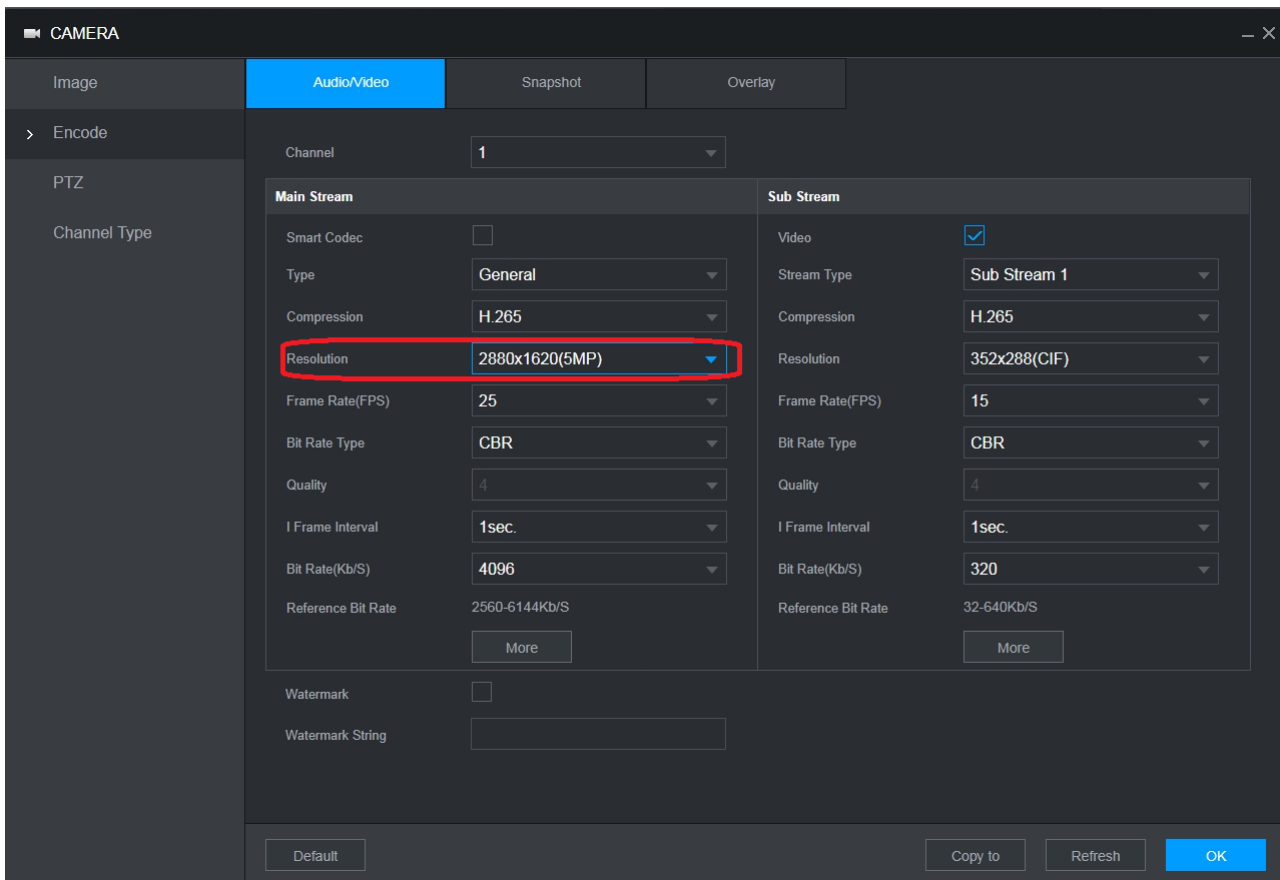 CAMERA
Image
Encode
PTZ
Channel Type
Audio/Video Snapshot Overlay
Channel 1
Main Stream Sub Stream
Smart Codec Video
Type General Stream Type Sub Stream 1
Compression H.265 Compression H.265
Resolution 2880x1620(5MP) Resolution 352x288(CIF)
Frame Rate(FPS) 25 Frame Rate(FPS) 15
Bit Rate Type CBR Bit Rate Type CBR
Quality 4 Quality 4
I Frame Interval 1sec. I Frame Interval 1sec.
Bit Rate(Kb/S) 4096 Bit Rate(Kb/S) 320
Reference Bit Rate 2560-6144Kb/S Reference Bit Rate 32-640Kb/S
More More
Watermark
Watermark String
Default Copy to Refresh OK